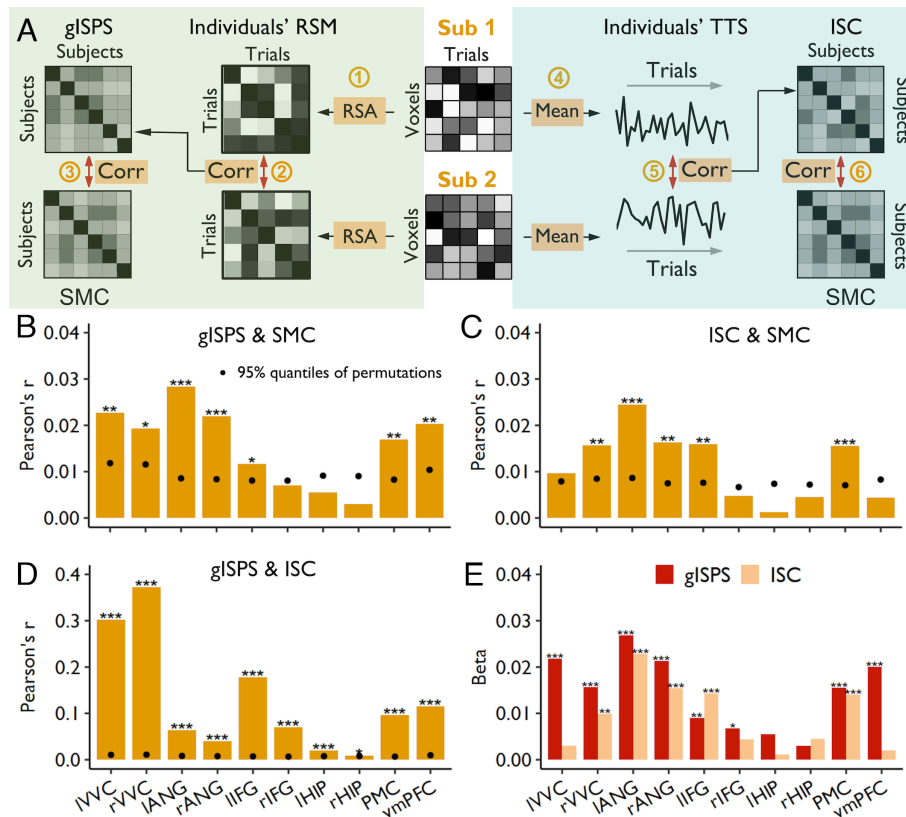 A
gISPS
Individuals' RSM
Sub 1
Individuals' TTS
ISC
Subjects
Trials
Trials
Trials
Subjects
Subjects
Trials
1
RSA
Voxels
4
Mean
Subjects
3
Corr
Corr
2
Sub 2
5
Corr
Corr
6
Subjects
Trials
RSA
Voxels
Mean
Trials
Subjects
SMC
SMC
B
gISPS & SMC
0.04
0.03
0.02
0.01
0.00
Pearson's r
• 95% quantiles of permutations
** * *** *** * ** **
C
ISC & SMC
0.04
0.03
0.02
0.01
0.00
Pearson's r
** *** ** ** ***
D
gISPS & ISC
0.4
0.3
0.2
0.1
0.0
Pearson's r
*** *** *** *** *** *** *** * *** ***
lVVC
rVVC
lANG
rANG
lIFG
rIFG
lHIP
rHIP
PMC
vmPFC
E
gISPS ISC
0.04
0.03
0.02
0.01
0.00
Beta
*** *** ** *** *** *** *** ** *** * *** *** ***
lVVC
rVVC
lANG
rANG
lIFG
rIFG
lHIP
rHIP
PMC
vmPFC